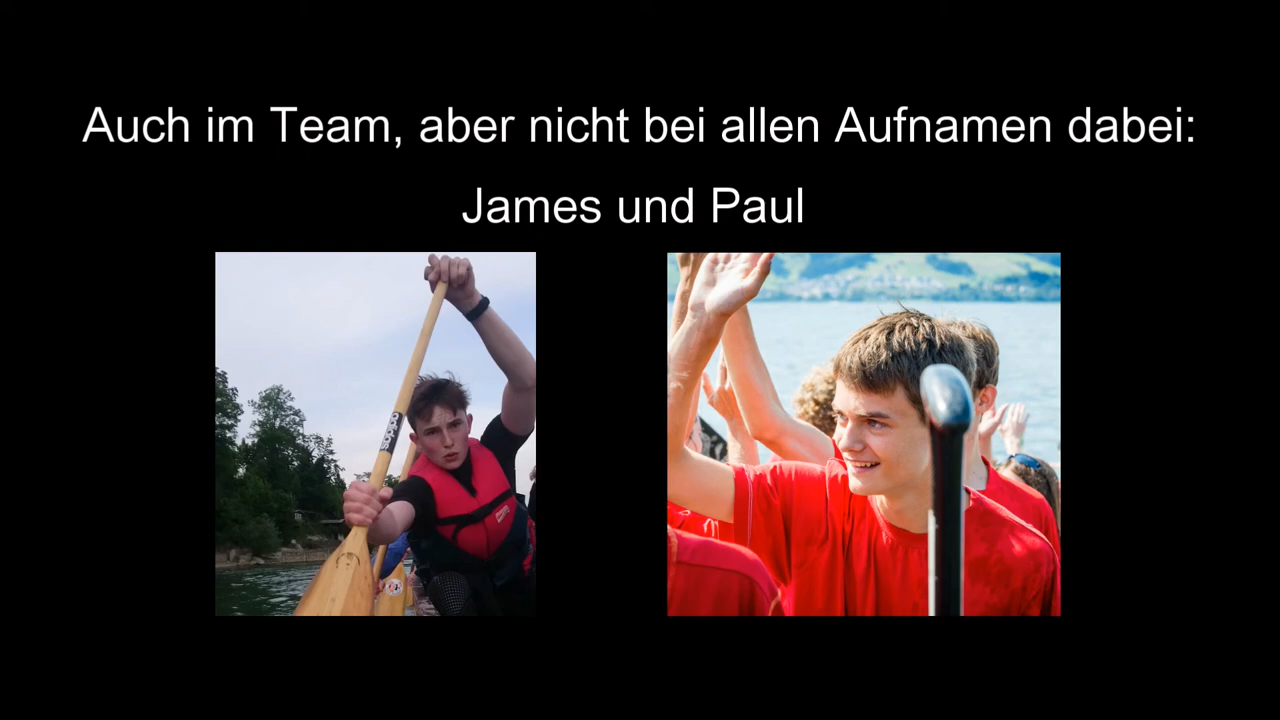 Auch im Team, aber nicht bei allen Aufnamen dabei:
James und Paul